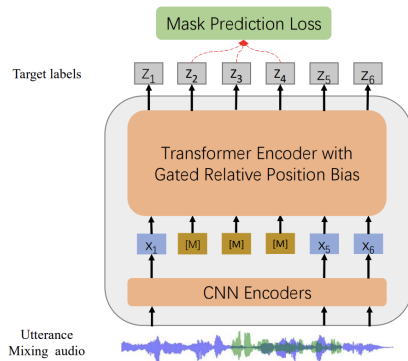 Mask Prediction Loss
Target labels
Z1 Z2 Z3 Z4 Z5 Z6
Transformer Encoder with
Gated Relative Position Bias
X1 [M] [M] [M] X5 X6
CNN Encoders
Utterance
Mixing audio